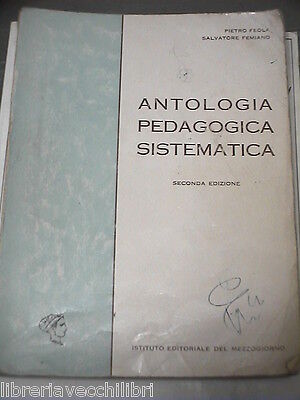 PIETRO FEOLA
SALVATORE FEMIANO
ANTOLOGIA
PEDAGOGICA
SISTEMATICA
SECONDA EDIZIONE
ISTITUTO EDITORIALE DEL MEZZOGIORNO
libreriavecchilibri